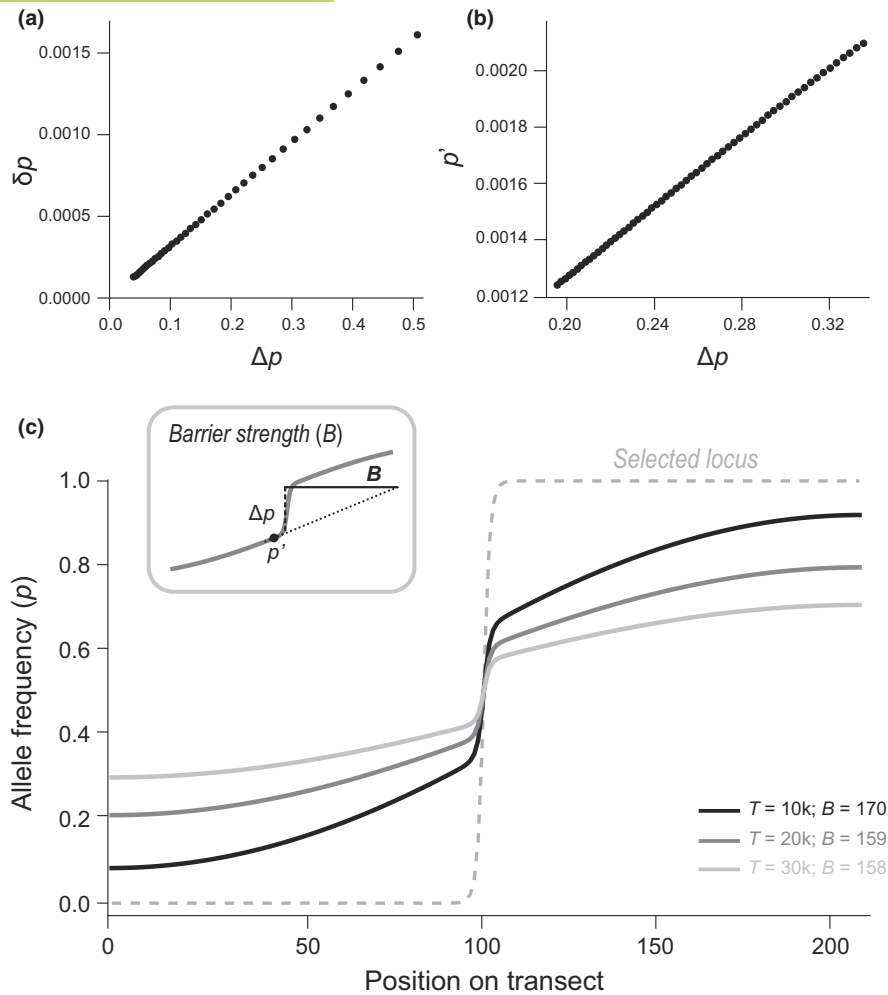 (a)
δp
0.0015
0.0010
0.0005
0.0000
0.0 0.1 0.2 0.3 0.4 0.5
Δp
(b)
p'
0.0020
0.0018
0.0016
0.0014
0.0012
0.20 0.24 0.28 0.32
Δp
(c)
Barrier strength (B)
B
Δp
p'
Selected locus
Allele frequency (p)
1.0
0.8
0.6
0.4
0.2
0.0
T = 10k; B = 170
T = 20k; B = 159
T = 30k; B = 158
0 50 100 150 200
Position on transect